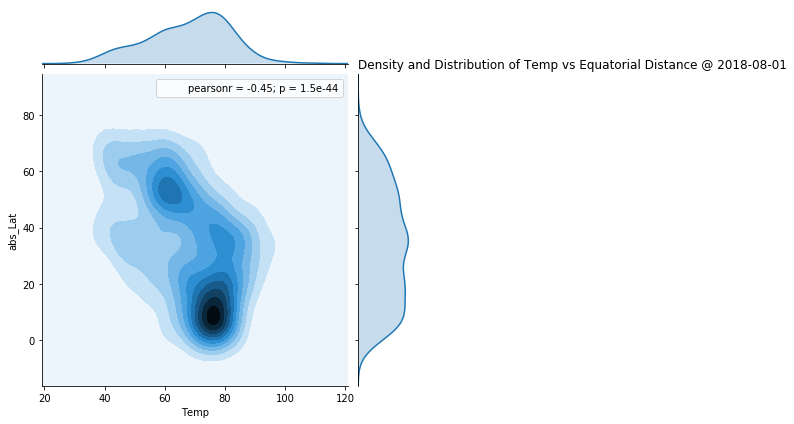 Density and Distribution of Temp vs Equatorial Distance @ 2018-08-01
pearsonr = -0.45; p = 1.5e-44
80
60
40
20
0
abs_Lat
20 40 60 80 100 120
Temp